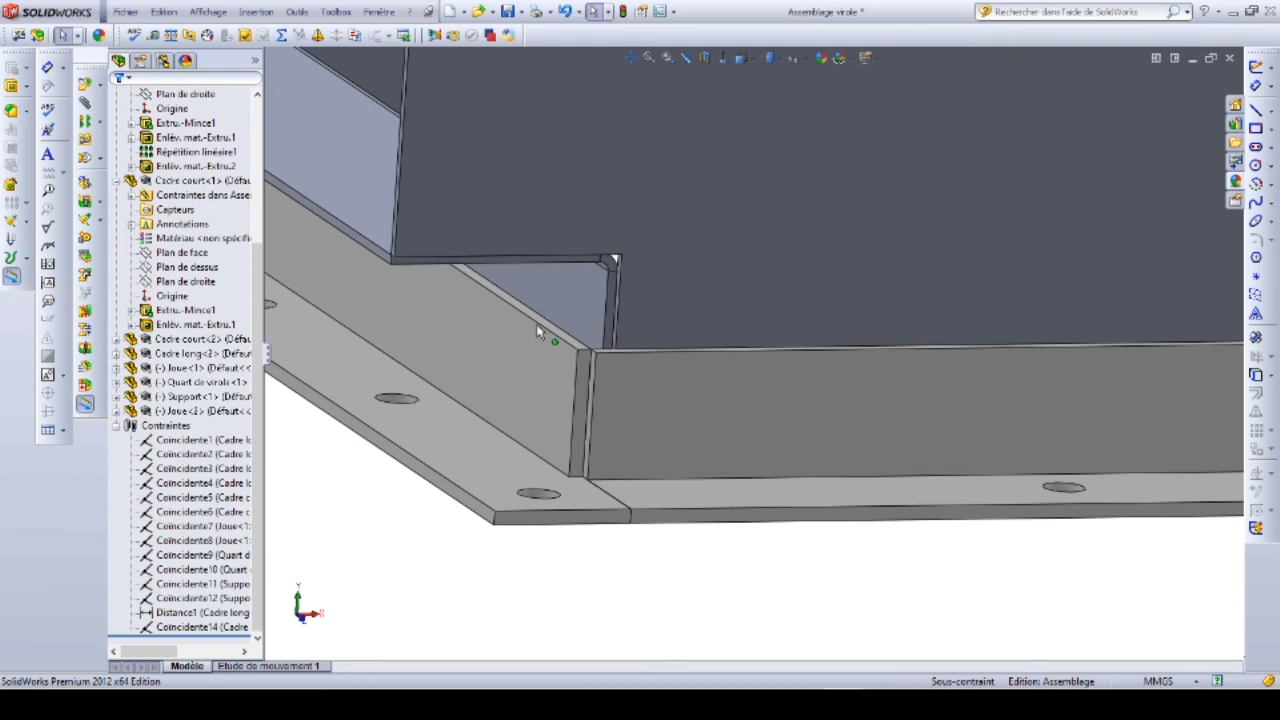 SOLIDWORKS Fichier Edition Affichage Insertion Outils Toolbox Fenêtre ? Assemblage virole * Rechercher dans l'aide de SolidWorks
Plan de droite
Origine
Extru.-Mince1
Enlèv. mat.-Extru.1
Répétition linéaire1
Enlèv. mat.-Extru.2
Cadre court<1> (Défau
Contraintes dans Asse
Capteurs
Annotations
Matériau <non spécifi
Plan de face
Plan de dessus
Plan de droite
Origine
Extru.-Mince1
Enlèv. mat.-Extru.1
Cadre court<2> (Défau
Cadre long<2> (Défaut
(-) Joue<1> (Défaut<<
(-) Quart de virole<1>
(-) Support<1> (Défaut
(-) Joue<2> (Défaut<<
Contraintes
Coïncidente1 (Cadre lo
Coïncidente2 (Cadre lo
Coïncidente3 (Cadre lo
Coïncidente4 (Cadre lo
Coïncidente5 (Cadre c
Coïncidente6 (Cadre c
Coïncidente7 (Joue<1>
Coïncidente8 (Joue<1>
Coïncidente9 (Quart d
Coïncidente10 (Quart
Coïncidente11 (Suppo
Coïncidente12 (Suppo
Distance1 (Cadre long
Coïncidente14 (Cadre
Modèle Etude de mouvement 1
SolidWorks Premium 2012 x64 Edition Sous-contraint Edition: Assemblage MMGS